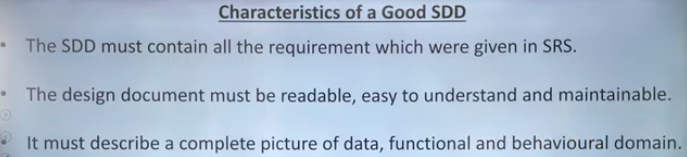 Characteristics of a Good SDD
• The SDD must contain all the requirement which were given in SRS.
• The design document must be readable, easy to understand and maintainable.
• It must describe a complete picture of data, functional and behavioural domain.